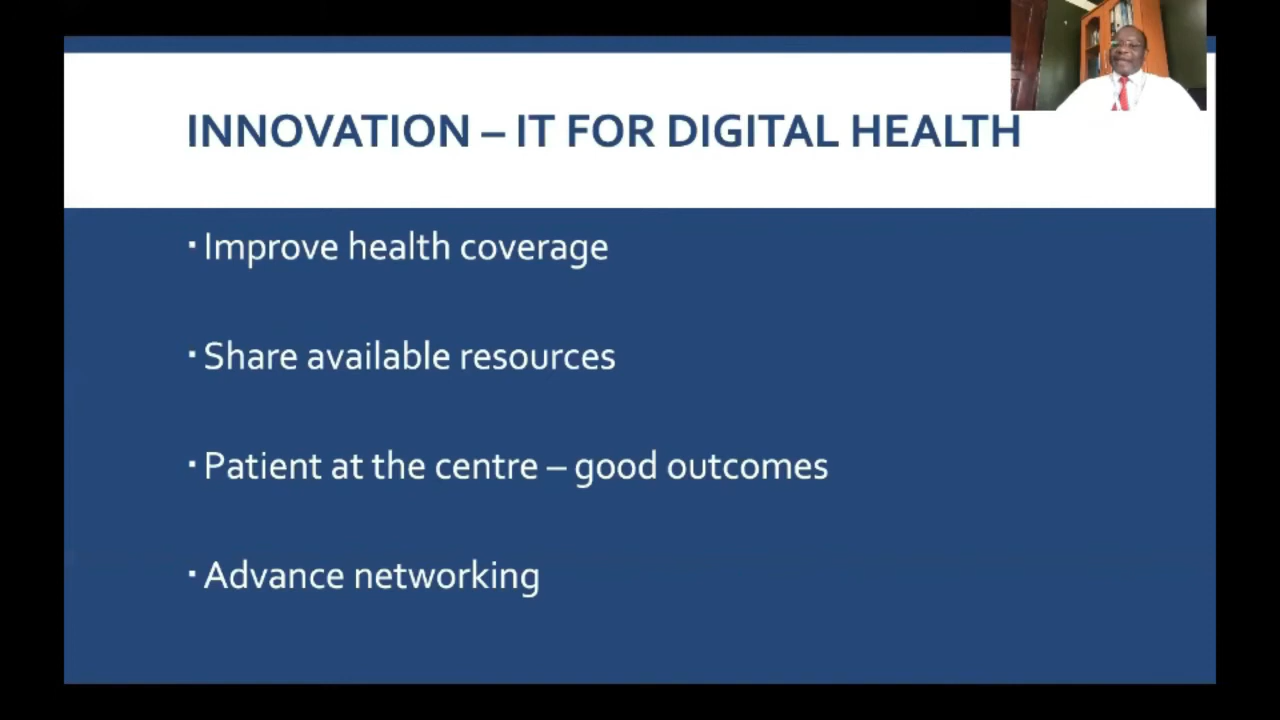 INNOVATION – IT FOR DIGITAL HEALTH
▪ Improve health coverage
▪ Share available resources
▪ Patient at the centre – good outcomes
▪ Advance networking